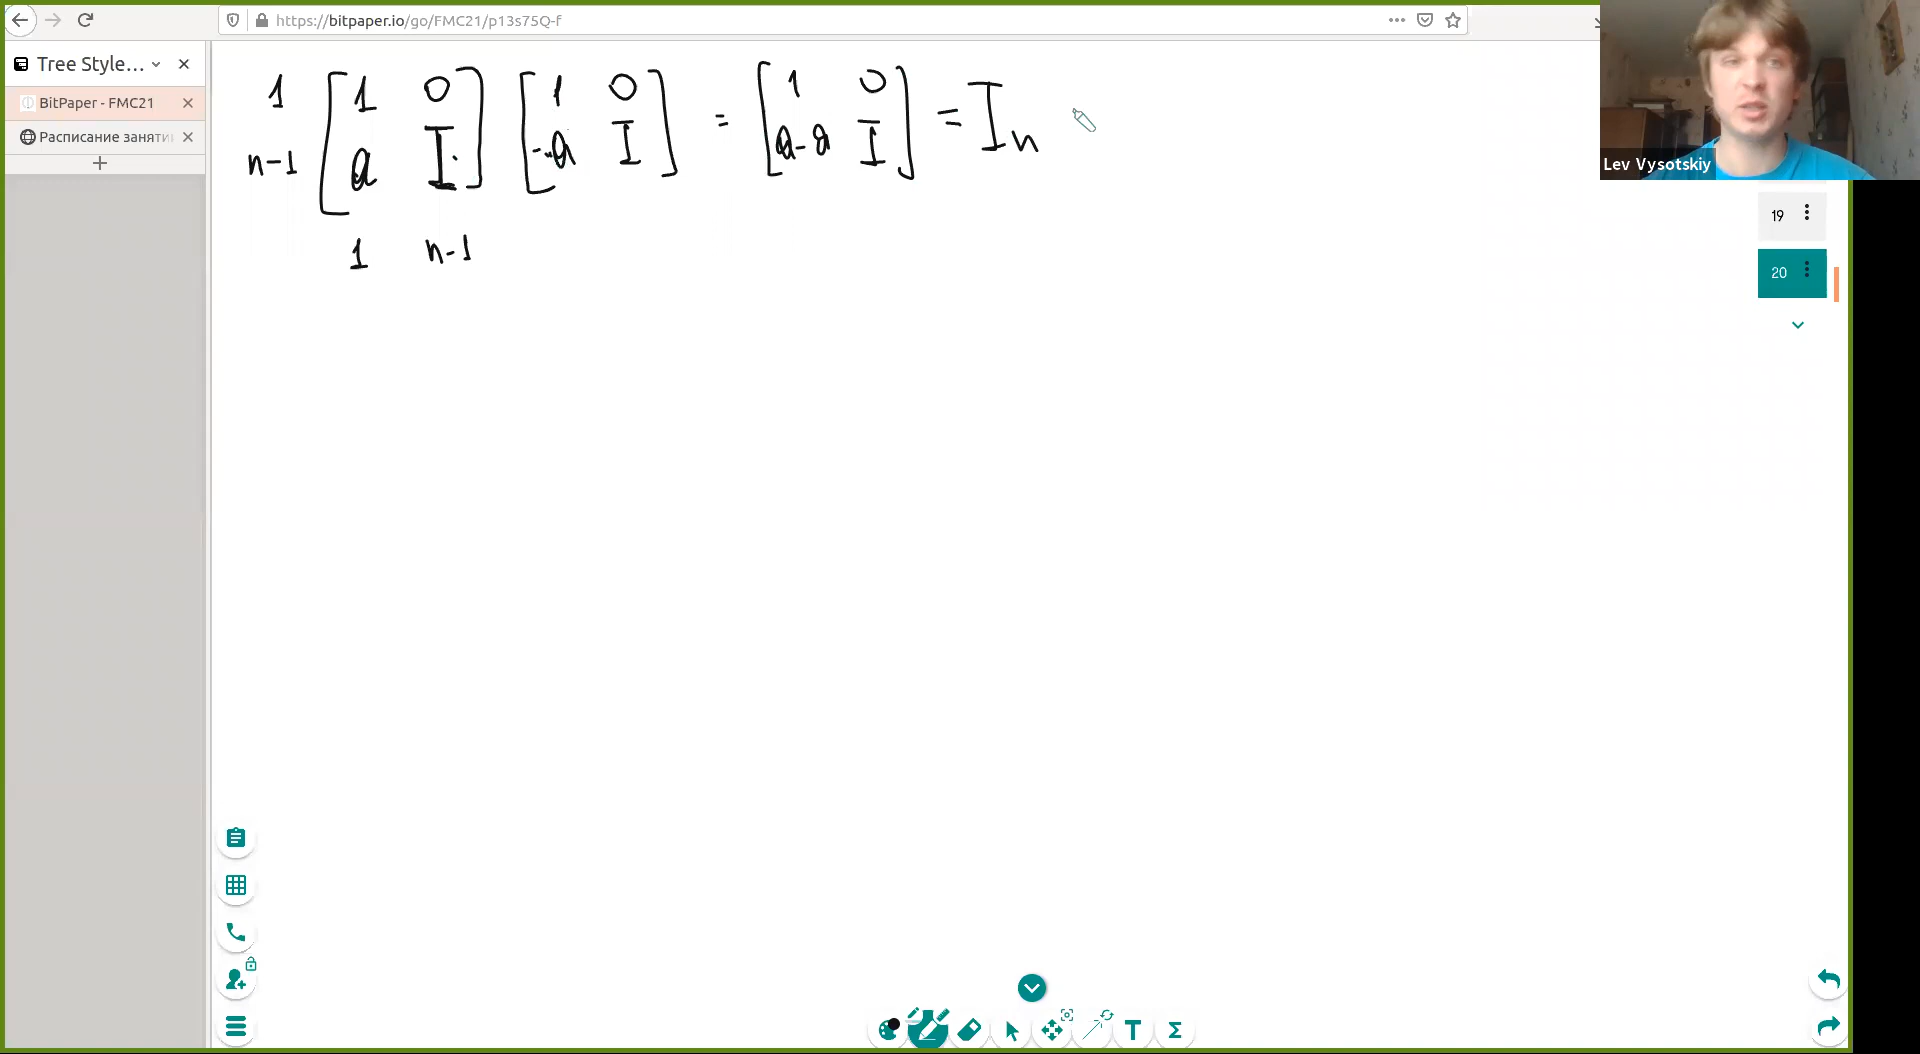 https://bitpaper.io/go/FMC21/p13s75Q-f
Tree Style...
BitPaper - FMC21
Расписание заняти
1 [1 0] [1 0] = [1 0] = I n
n-1 [a I] [-a I] [a-a I]
1 n-1
Lev Vysotskiy
19
20
T Σ